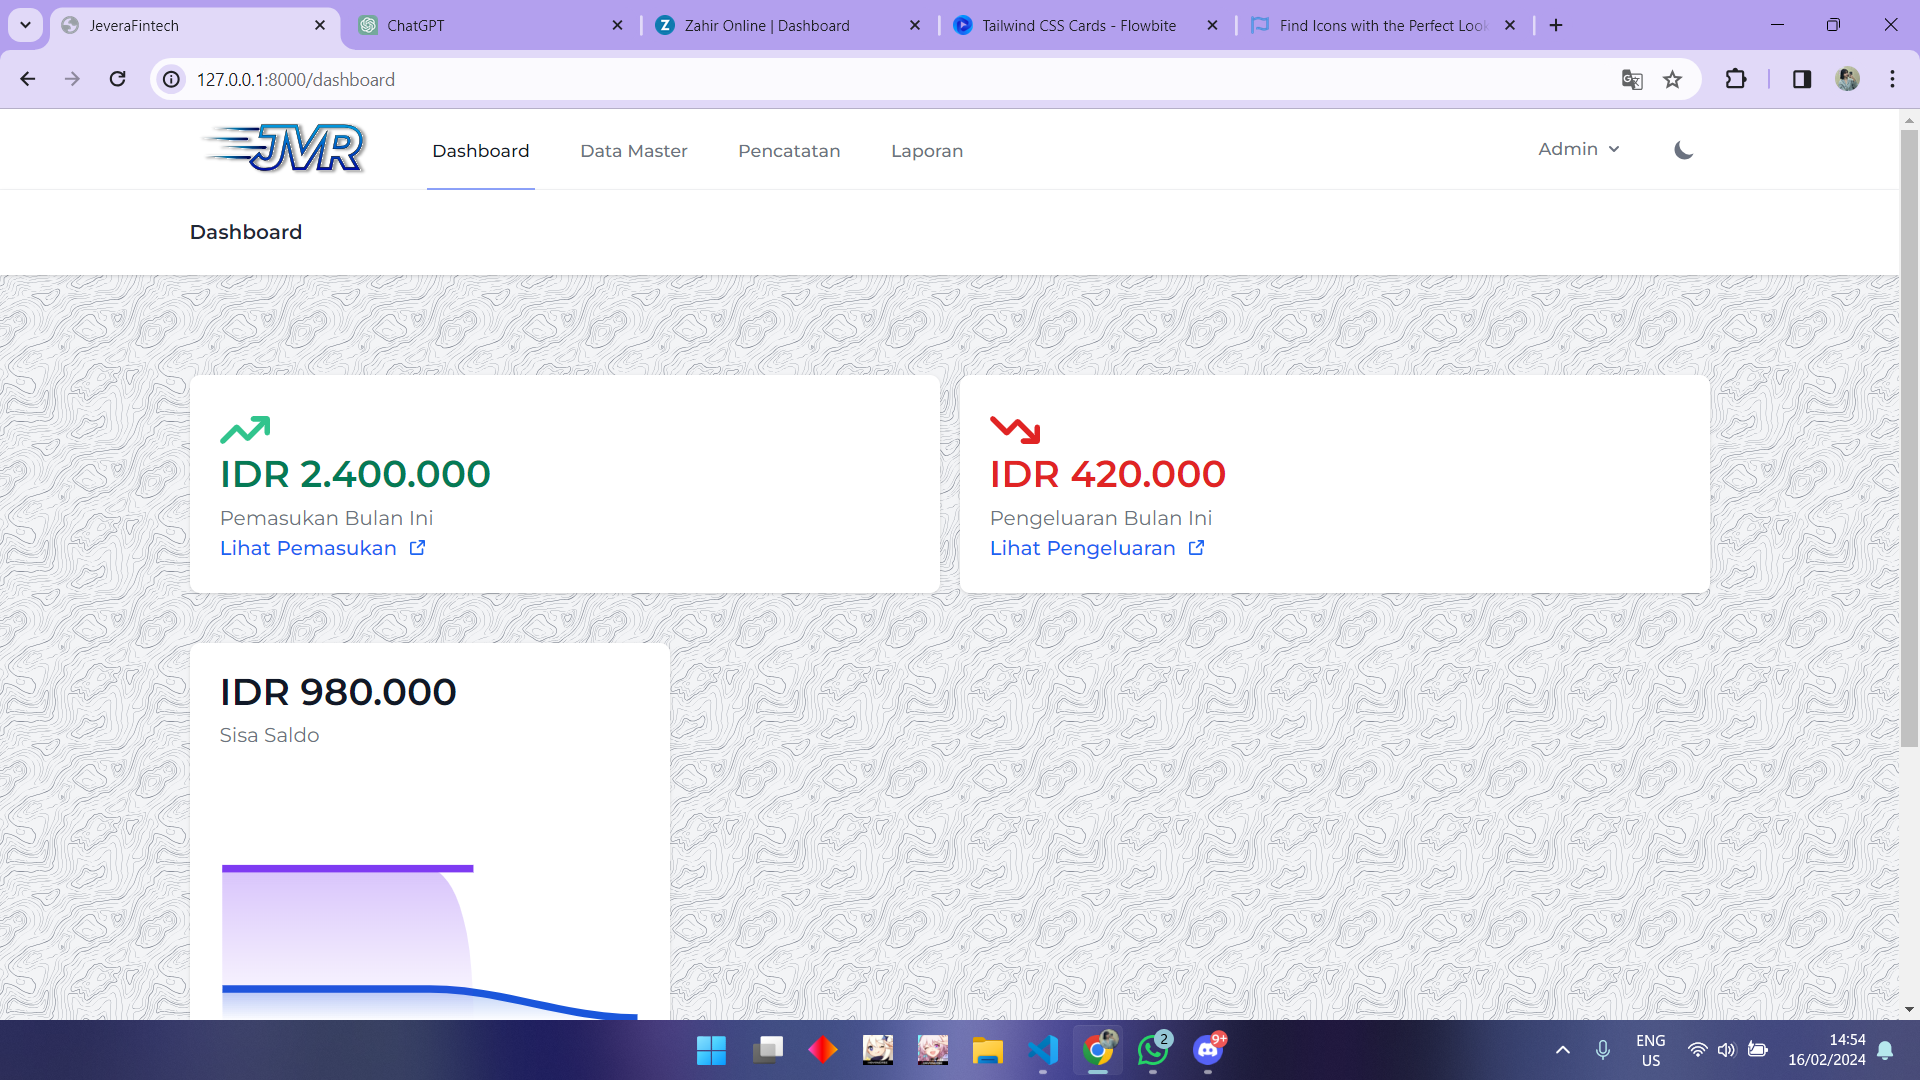 JeveraFintech
ChatGPT
Zahir Online | Dashboard
Tailwind CSS Cards - Flowbite
Find Icons with the Perfect Look
127.0.0.1:8000/dashboard
JVR
Dashboard
Data Master
Pencatatan
Laporan
Admin
Dashboard
IDR 2.400.000
Pemasukan Bulan Ini
Lihat Pemasukan
IDR 420.000
Pengeluaran Bulan Ini
Lihat Pengeluaran
IDR 980.000
Sisa Saldo
2
9+
ENG
US
14:54
16/02/2024